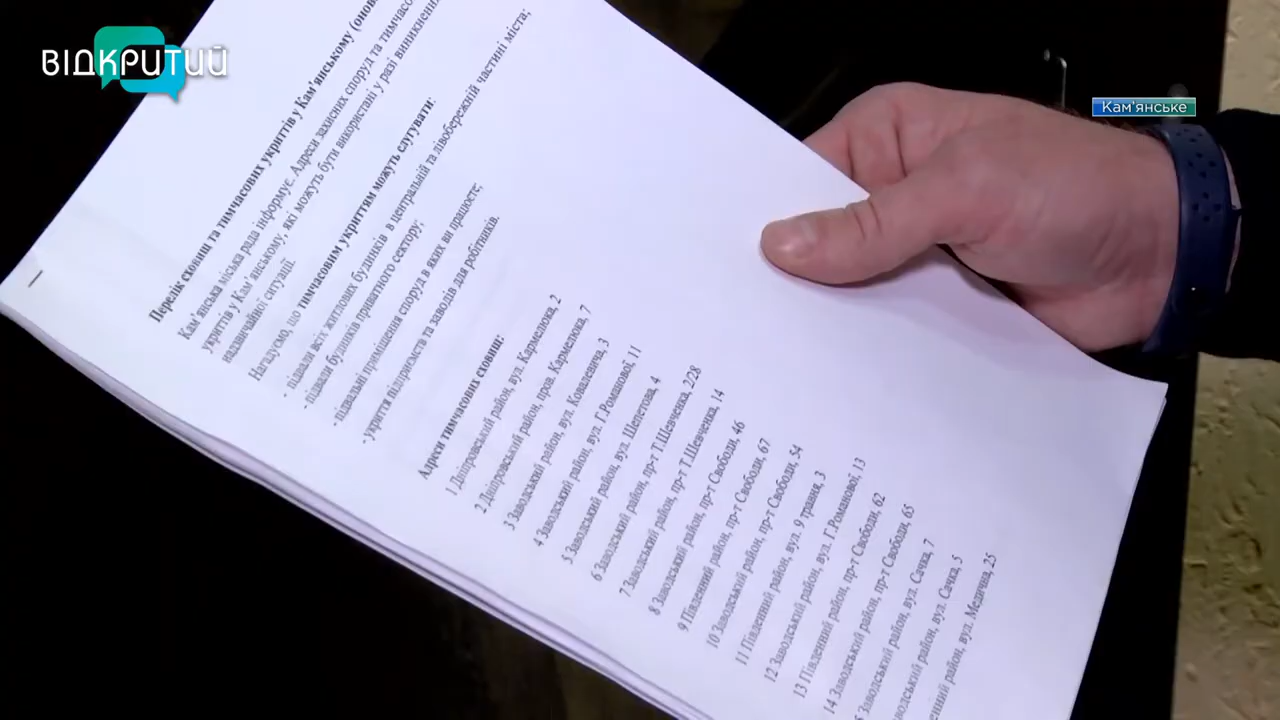 ВІДКРИТИЙ
Кам'янське
Перелік сховищ та тимчасових укриттів у Кам'янському (онов
Кам'янська міська рада інформує. Адреси захисних споруд та тимчасо
укриттів у Кам'янському, які можуть бути використані у разі виникненн
надзвичайної ситуації.
Нагадуємо, що тимчасовим укриттям можуть слугувати:
- підвали всіх житлових будинків в центральній та лівобережній частині міста;
- підвали будинків приватного сектору;
- підвальні приміщення споруд в яких ви працюєте;
- укриття підприємств та заводів для робітників.
Адреси тимчасових сховищ:
1 Дніпровський район, вул. Кармелюка, 2
2 Дніпровський район, пров. Кармелюка, 7
3 Заводський район, вул. Ковалевича, 3
4 Заводський район, вул. Г.Романової, 11
5 Заводський район, вул. Шепетова, 4
6 Заводський район, пр-т Т.Шевченка, 2/28
7 Заводський район, пр-т Т.Шевченка, 14
8 Заводський район, пр-т Свободи, 46
9 Південний район, пр-т Свободи, 67
10 Заводський район, пр-т Свободи, 54
11 Південний район, вул. 9 травня, 3
12 Заводський район, вул. Г.Романової, 13
13 Південний район, пр-т Свободи, 62
14 Заводський район, пр-т Свободи, 65
5 Заводський район, вул. Сачка, 7
аводський район, вул. Сачка, 5
енний район, вул. Медична, 25